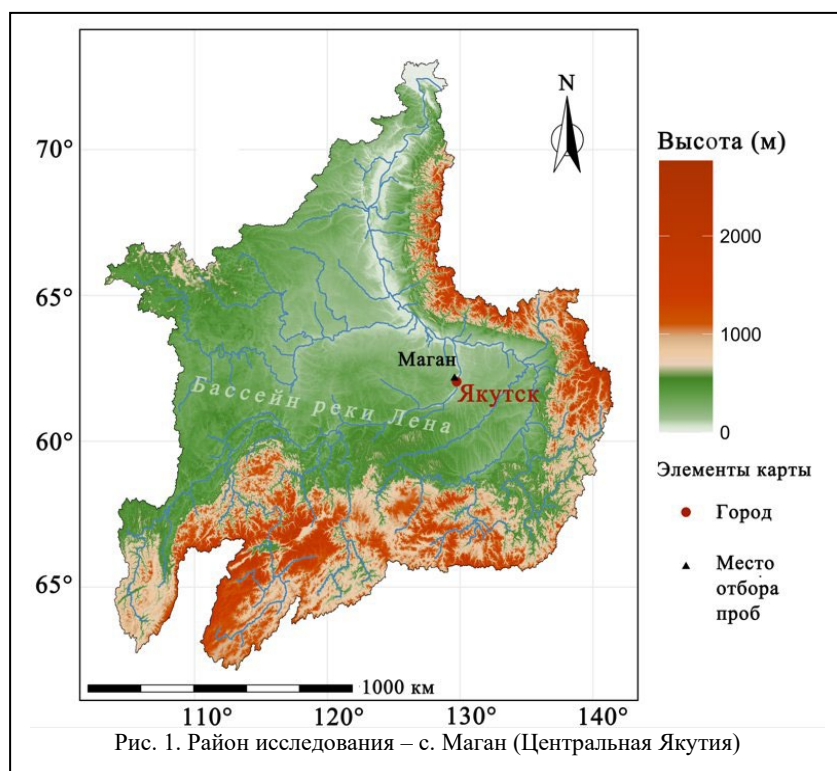 N
Высота (м)
2000
1000
0
Элементы карты
Город
Место
отбора
проб
70°
65°
60°
65°
Маган
Якутск
Бассейн реки Лена
1000 км
110°
120°
130°
140°
Рис. 1. Район исследования – с. Маган (Центральная Якутия)